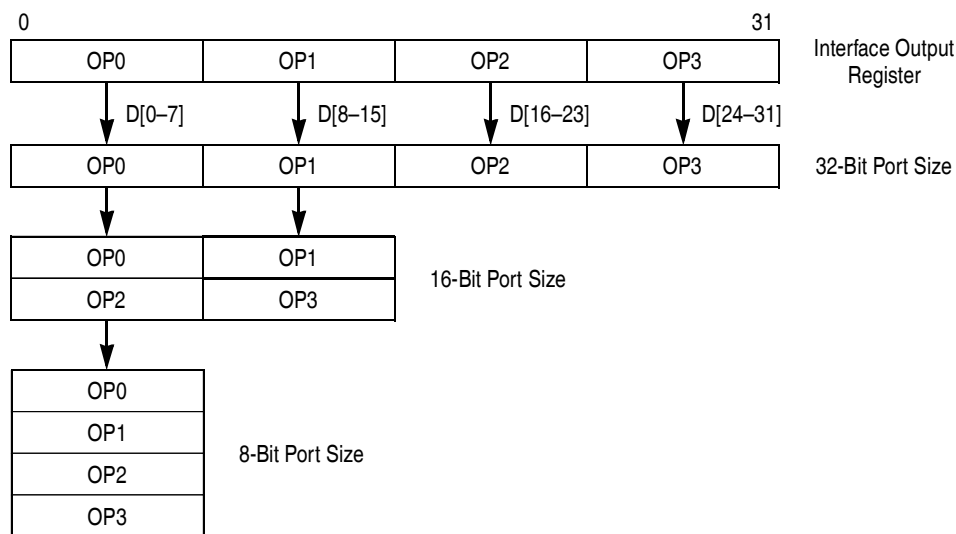 0 31
OP0 OP1 OP2 OP3 Interface Output
Register
D[0–7] D[8–15] D[16–23] D[24–31]
OP0 OP1 OP2 OP3 32-Bit Port Size
OP0 OP1
16-Bit Port Size
OP2 OP3
OP0
OP1
8-Bit Port Size
OP2
OP3